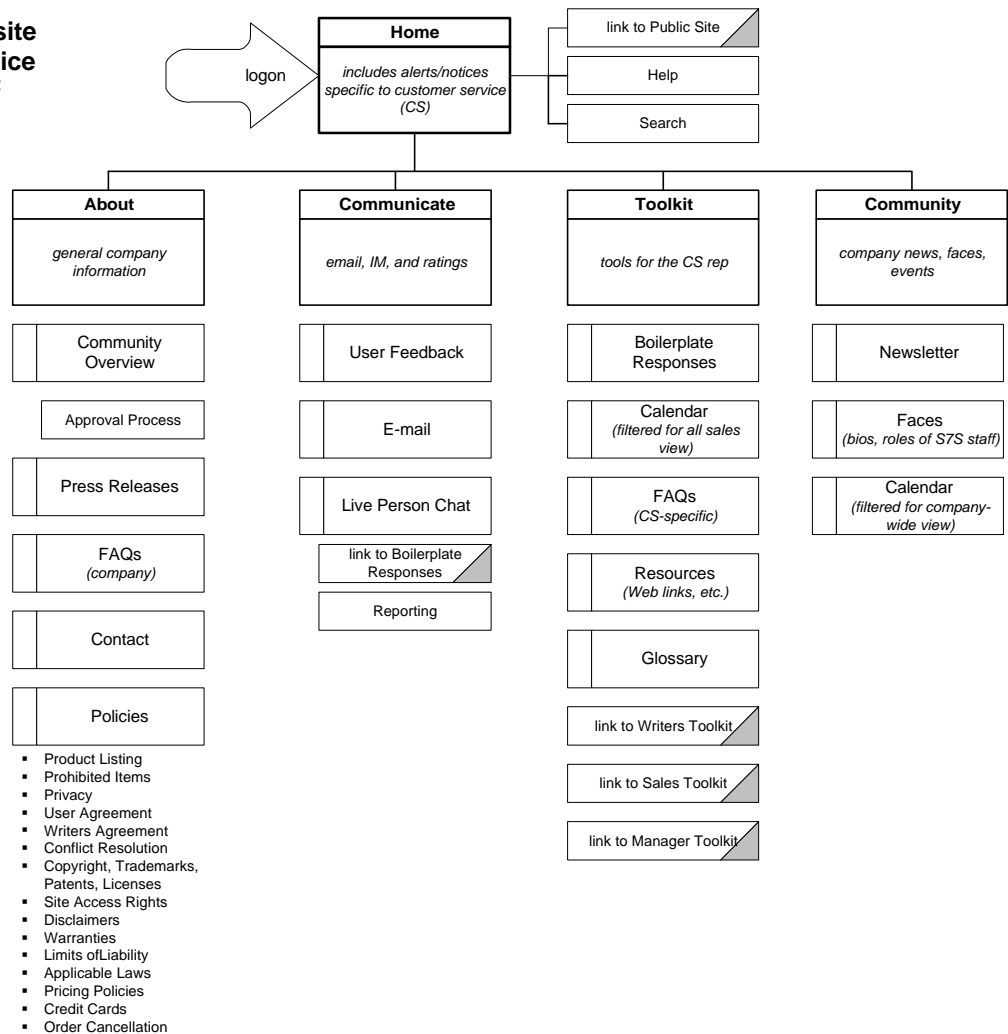 site
ice
logon
Home
includes alerts/notices
specific to customer service
(CS)
link to Public Site
Help
Search
About
general company
information
Community
Overview
Approval Process
Press Releases
FAQs
(company)
Contact
Policies
▪ Product Listing
▪ Prohibited Items
▪ Privacy
▪ User Agreement
▪ Writers Agreement
▪ Conflict Resolution
▪ Copyright, Trademarks,
Patents, Licenses
▪ Site Access Rights
▪ Disclaimers
▪ Warranties
▪ Limits ofLiability
▪ Applicable Laws
▪ Pricing Policies
▪ Credit Cards
▪ Order Cancellation
Communicate
email, IM, and ratings
User Feedback
E-mail
Live Person Chat
link to Boilerplate
Responses
Reporting
Toolkit
tools for the CS rep
Boilerplate
Responses
Calendar
(filtered for all sales
view)
FAQs
(CS-specific)
Resources
(Web links, etc.)
Glossary
link to Writers Toolkit
link to Sales Toolkit
link to Manager Toolkit
Community
company news, faces,
events
Newsletter
Faces
(bios, roles of S7S staff)
Calendar
(filtered for company-
wide view)